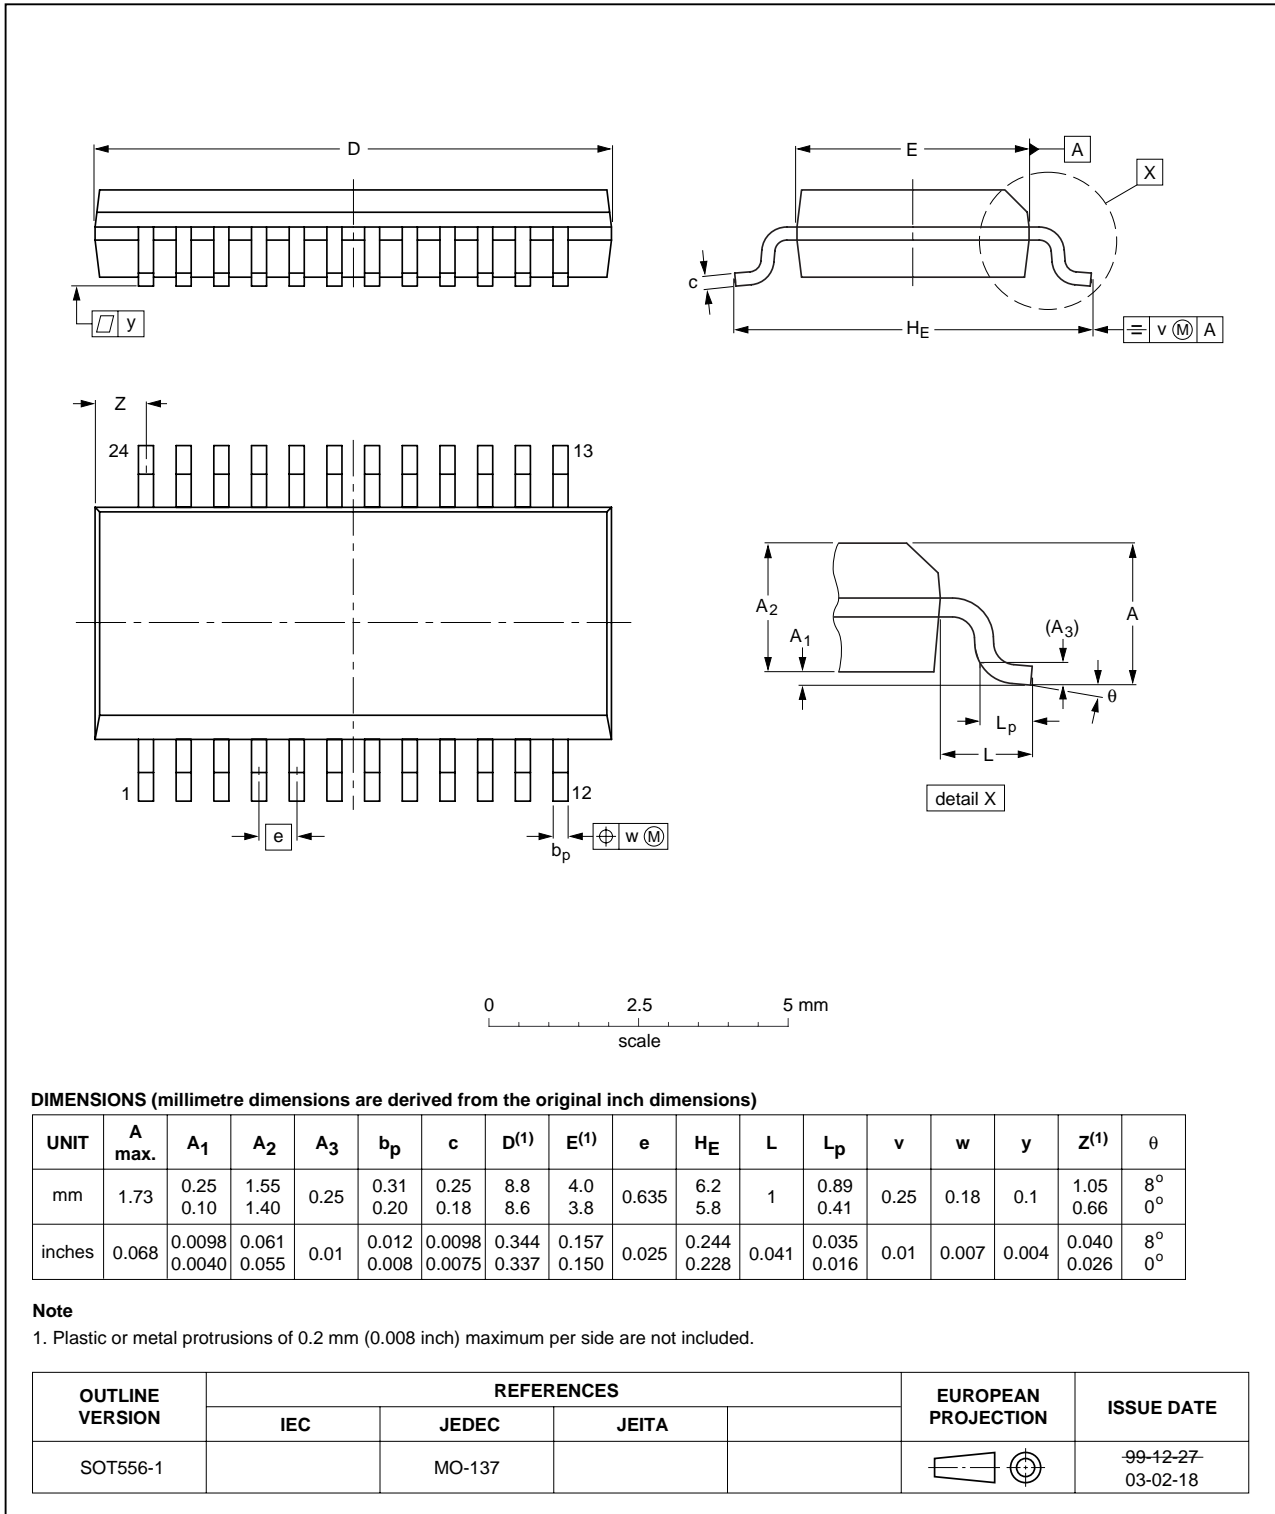 D
E
A
X
c
y
HE
v M A
Z
24
13
1
12
e
bp
w M
A2
A1
(A3)
A
θ
Lp
L
detail X
0 2.5 5 mm
scale
DIMENSIONS (millimetre dimensions are derived from the original inch dimensions)
UNIT A max. A1 A2 A3 bp c D(1) E(1) e HE L Lp v w y Z(1) θ
mm 1.73 0.25 0.10 1.55 1.40 0.25 0.31 0.20 0.25 0.18 8.8 8.6 4.0 3.8 0.635 6.2 5.8 1 0.89 0.41 0.25 0.18 0.1 1.05 0.66 8° 0°
inches 0.068 0.0098 0.0040 0.061 0.055 0.01 0.012 0.008 0.0098 0.0075 0.344 0.337 0.157 0.150 0.025 0.244 0.228 0.041 0.035 0.016 0.01 0.007 0.004 0.040 0.026 8° 0°
Note
1. Plastic or metal protrusions of 0.2 mm (0.008 inch) maximum per side are not included.
OUTLINE VERSION REFERENCES EUROPEAN PROJECTION ISSUE DATE
IEC JEDEC JEITA
SOT556-1 MO-137 99-12-27
03-02-18